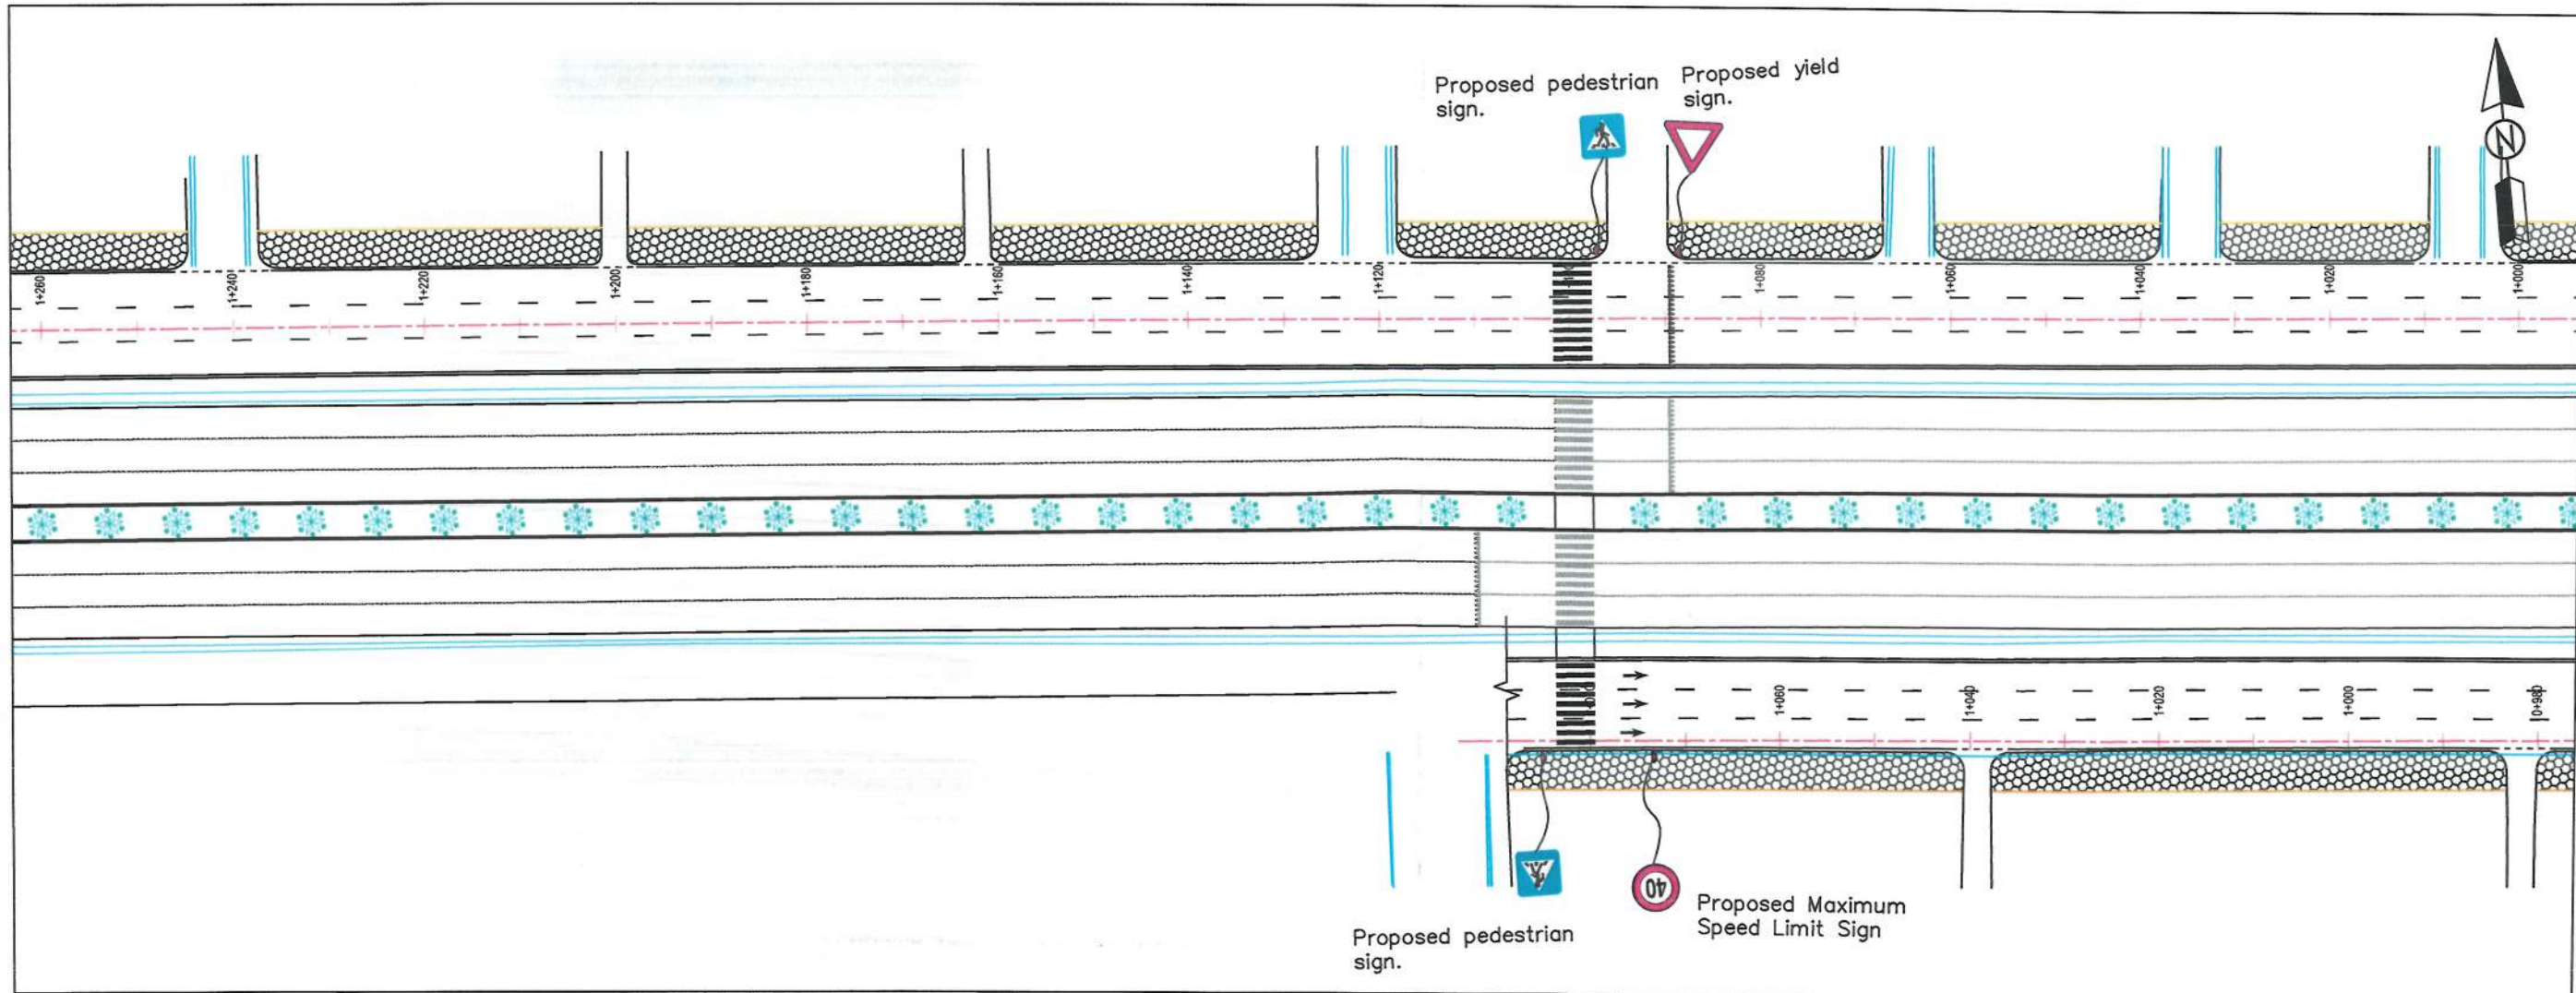 Proposed pedestrian
sign.
Proposed yield
sign.
N
1+260
1+240
1+220
1+200
1+180
1+160
1+140
1+120
1+080
1+060
1+040
1+020
1+000
1+060
1+040
1+020
1+000
0+980
40
Proposed pedestrian
sign.
Proposed Maximum
Speed Limit Sign